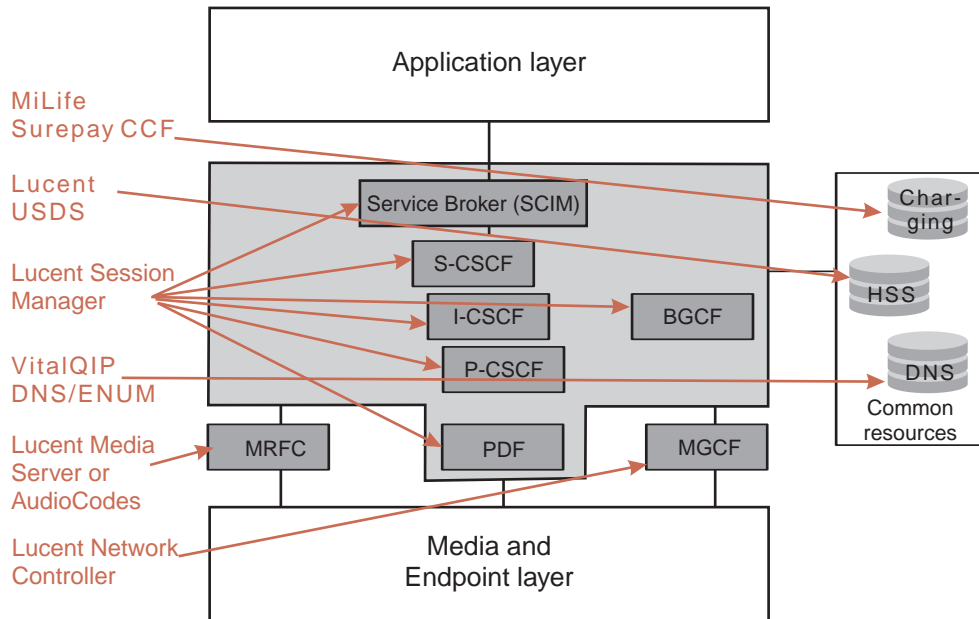 Application layer
MiLife
Surepay CCF
Lucent
USDS
Lucent Session
Manager
VitalQIP
DNS/ENUM
Lucent Media
Server or
AudioCodes
Lucent Network
Controller
Service Broker (SCIM)
S-CSCF
I-CSCF
BGCF
P-CSCF
MRFC
PDF
MGCF
Media and
Endpoint layer
Char-
ging
HSS
DNS
Common
resources